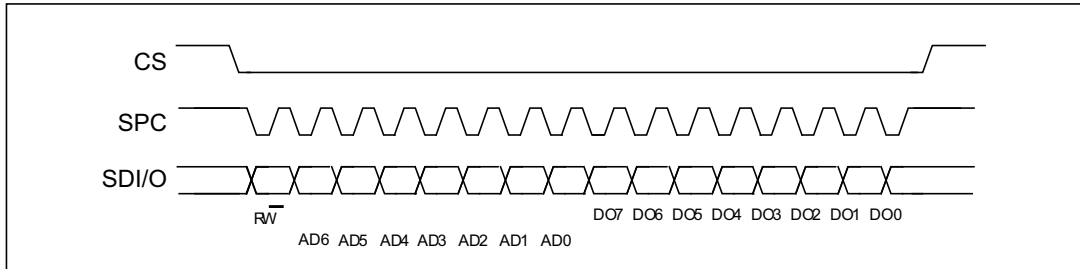 CS
SPC
SDI/O
RW
DO7 DO6 DO5 DO4 DO3 DO2 DO1 DO0
AD6 AD5 AD4 AD3 AD2 AD1 AD0